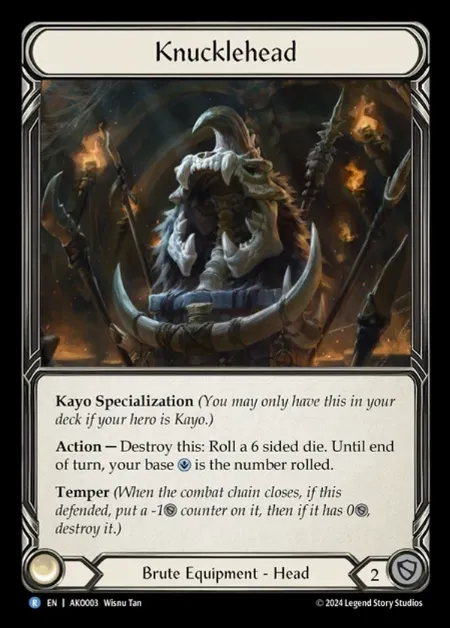 Knucklehead
Kayo Specialization (You may only have this in your
deck if your hero is Kayo.)
Action — Destroy this: Roll a 6 sided die. Until end
of turn, your base is the number rolled.
Temper (When the combat chain closes, if this
defended, put a -1 counter on it, then if it has 0,
destroy it.)
Brute Equipment - Head
2
R EN | AKO003 Wisnu Tan
© 2024 Legend Story Studios